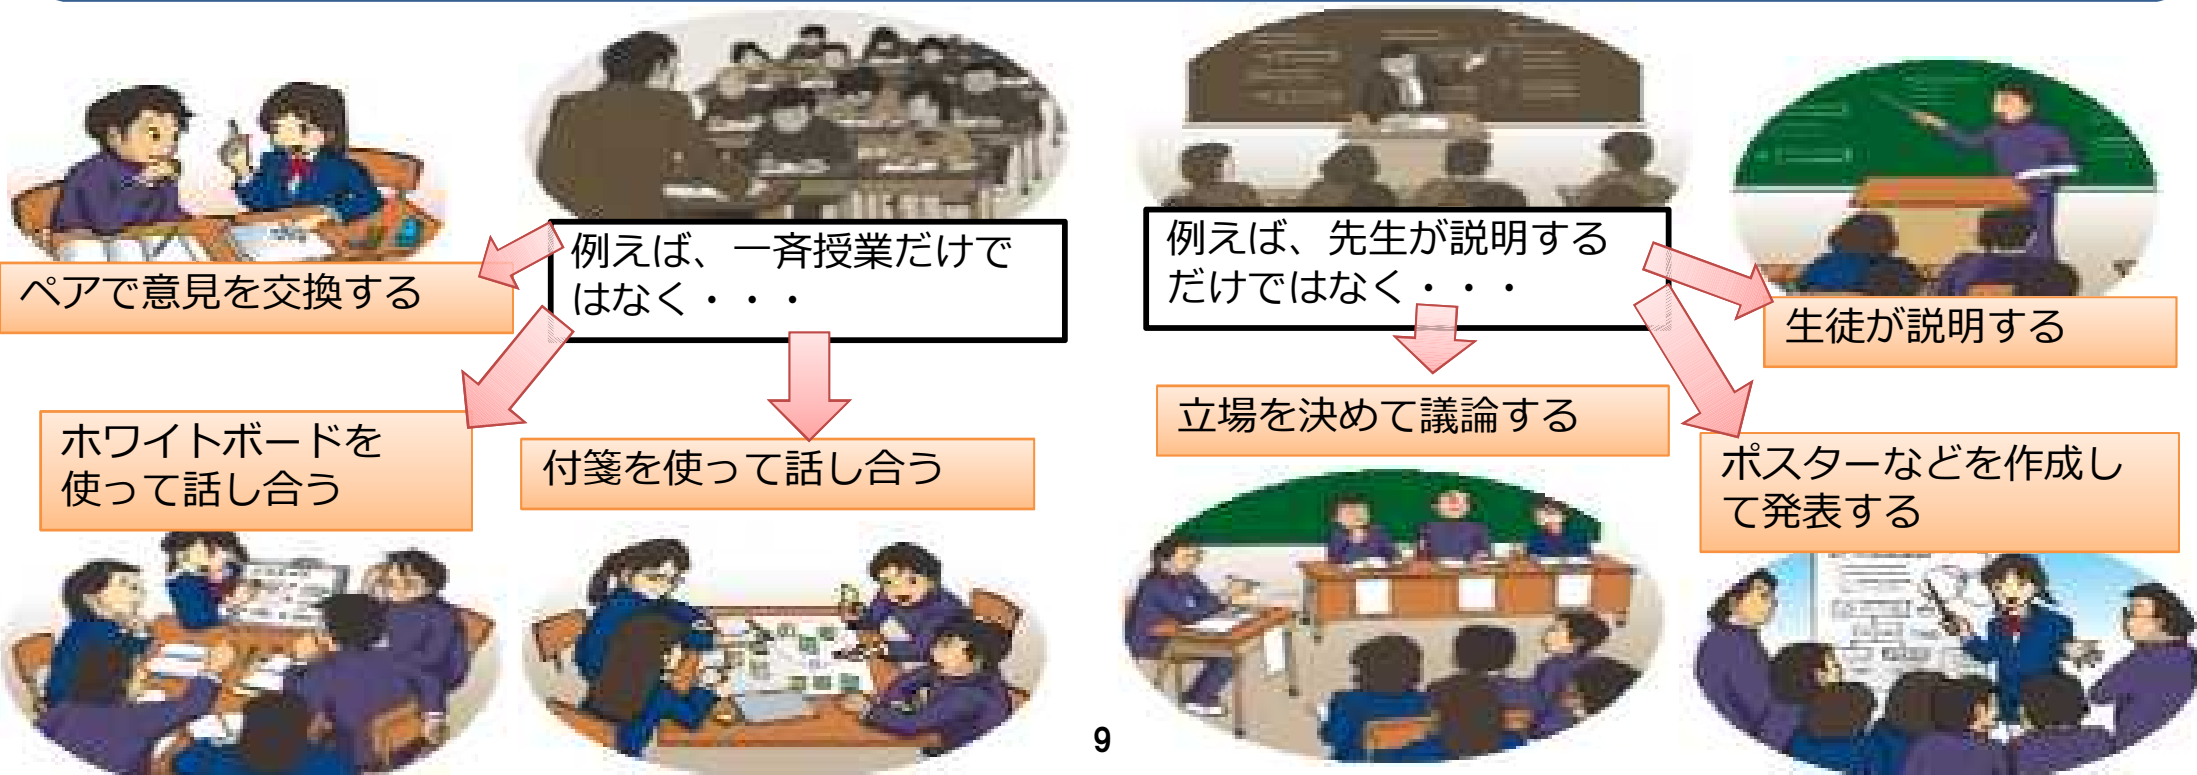 例えば、一斉授業だけで
はなく・・・
ペアで意見を交換する
ホワイトボードを
使って話し合う
付箋を使って話し合う
例えば、先生が説明する
だけではなく・・・
生徒が説明する
立場を決めて議論する
ポスターなどを作成し
て発表する
9